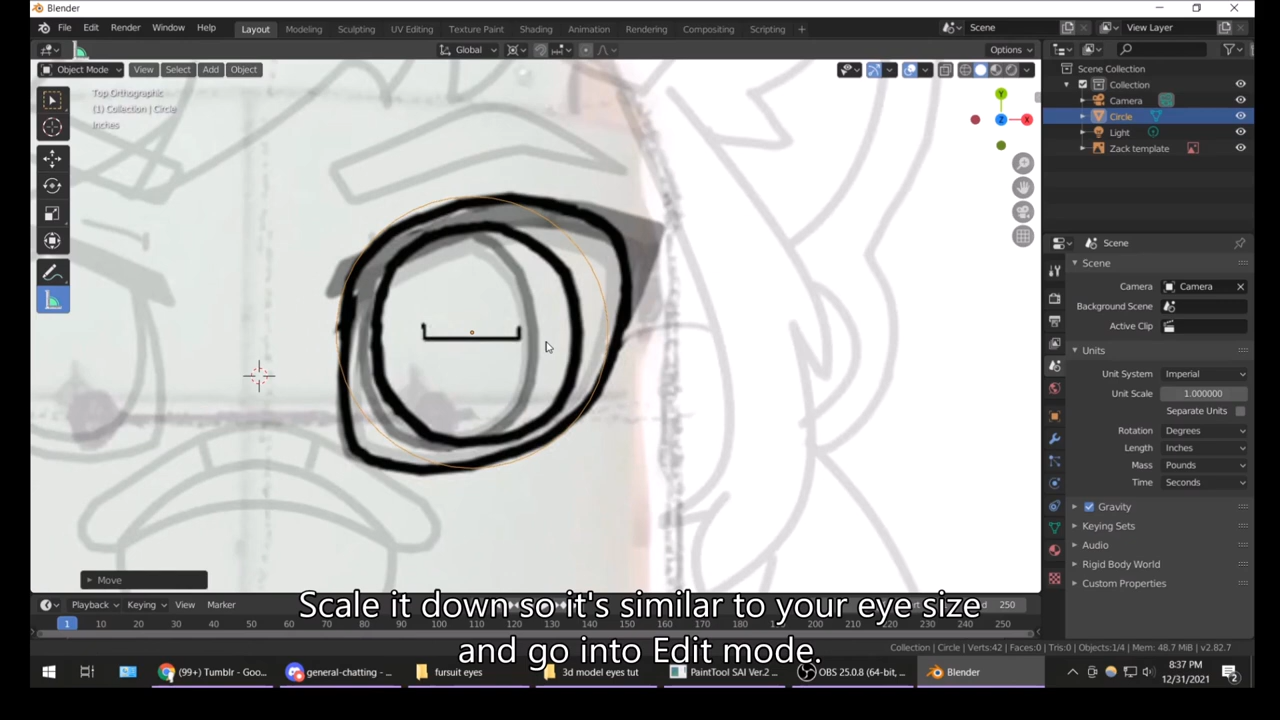 Blender
File Edit Render Window Help Layout Modeling Sculpting UV Editing Texture Paint Shading Animation Rendering Compositing Scripting + Scene View Layer
Global Options
Object Mode View Select Add Object
Top Orthographic
(1) Collection | Circle
Inches
Y
Z X
Scene Collection
Collection
Camera
Circle
Light
Zack template
Scene
Scene
Camera Camera
Background Scene
Active Clip
Units
Unit System Imperial
Unit Scale 1.000000
Separate Units
Rotation Degrees
Length Inches
Mass Pounds
Time Seconds
Gravity
Keying Sets
Audio
Rigid Body World
Custom Properties
Move
Scale it down so it's similar to your eye size
and go into Edit mode.
Playback Keying View Marker 250
1 10 20 30 40 50 60 70 80 90 100 110 120 130 140 150 160 170 180 190 200 210 220 230 240 250
Collection | Circle | Verts:42 | Faces:0 | Tris:0 | Objects:1/4 | Mem: 48.7 MiB | v2.82.7
(99+) Tumblr - Goo... general-chatting - ... fursuit eyes 3d model eyes tut PaintTool SAI Ver.2 ... OBS 25.0.8 (64-bit, ... Blender
8:37 PM
12/31/2021
2